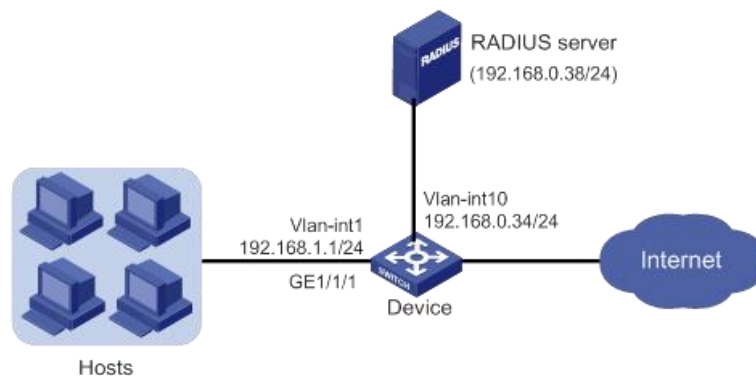 RADIUS server
(192.168.0.38/24)
RADIUS
Vlan-int10
192.168.0.34/24
Vlan-int1
192.168.1.1/24
GE1/1/1
SWITCH
Device
Internet
Hosts